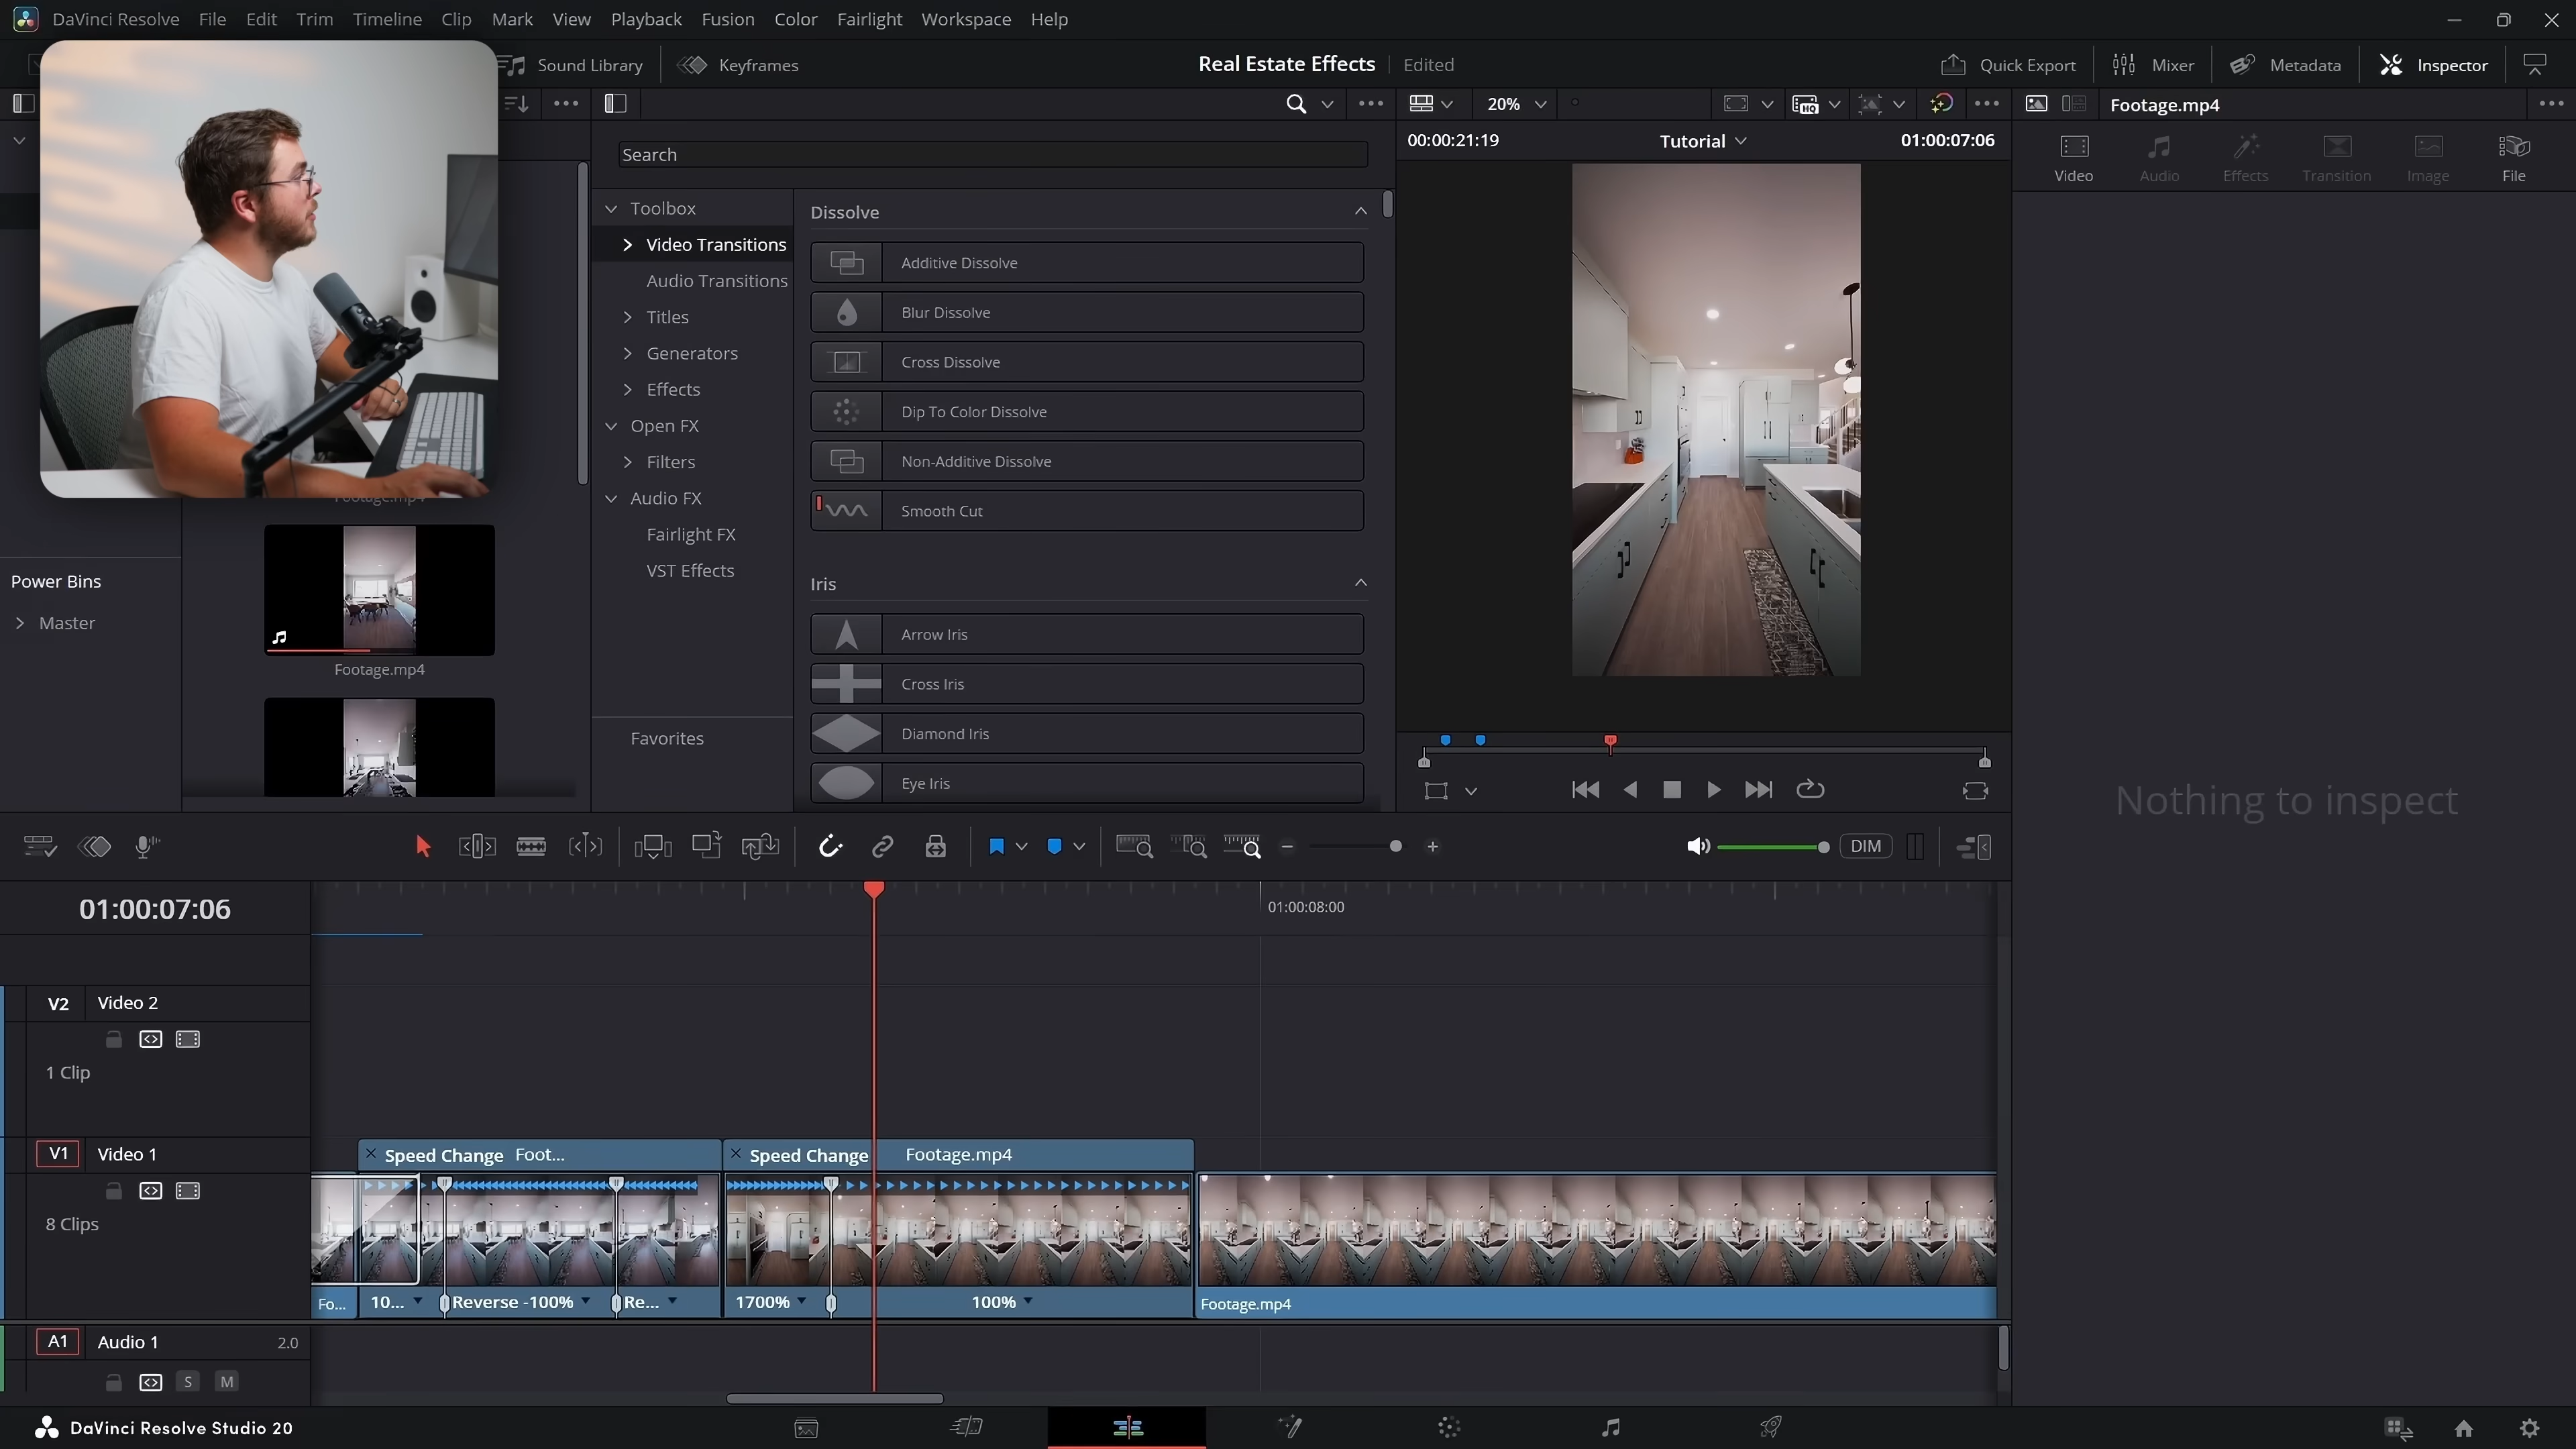 DaVinci Resolve File Edit Trim Timeline Clip Mark View Playback Fusion Color Fairlight Workspace Help
Sound Library Keyframes Real Estate Effects Edited Quick Export Mixer Metadata Inspector
20% Footage.mp4
00:00:21:19 Tutorial 01:00:07:06
Search
Video Audio Effects Transition Image File
Toolbox
Video Transitions
Audio Transitions
Titles
Generators
Effects
Open FX
Filters
Audio FX
Fairlight FX
VST Effects
Favorites
Dissolve
Additive Dissolve
Blur Dissolve
Cross Dissolve
Dip To Color Dissolve
Non-Additive Dissolve
Smooth Cut
Iris
Arrow Iris
Cross Iris
Diamond Iris
Eye Iris
Footage.mp4
Power Bins
Master
Footage.mp4
Nothing to inspect
DIM
01:00:07:06
01:00:08:00
V2 Video 2
1 Clip
V1 Video 1
8 Clips
Speed Change Foot... Speed Change Footage.mp4
Fo... 10... Reverse -100% Re... 1700% 100% Footage.mp4
A1 Audio 1 2.0
S M
DaVinci Resolve Studio 20